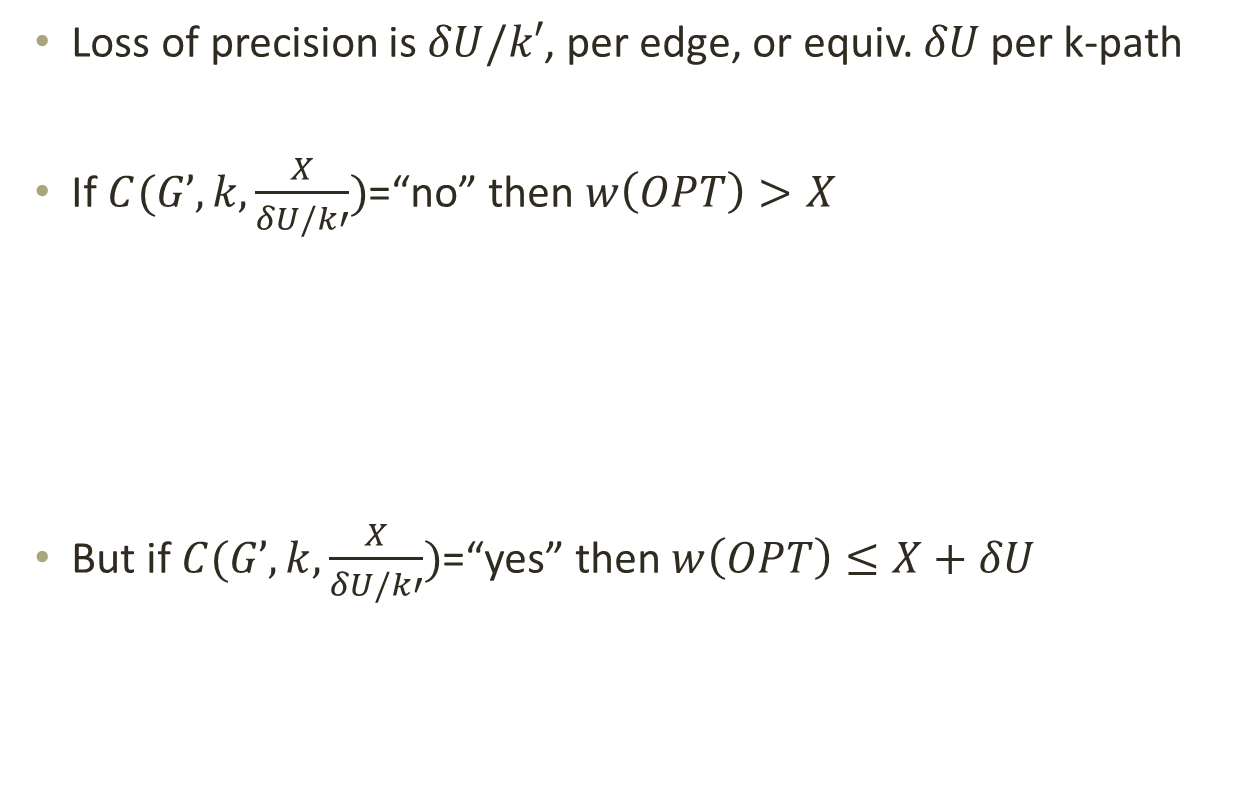 • Loss of precision is 𝛿𝑈/𝑘′, per edge, or equiv. 𝛿𝑈 per k-path
• If 𝐶(𝐺’, 𝑘, 𝑋/(𝛿𝑈/𝑘′))=“no” then 𝑤(𝑂𝑃𝑇) > 𝑋
• But if 𝐶(𝐺’, 𝑘, 𝑋/(𝛿𝑈/𝑘′))=“yes” then 𝑤(𝑂𝑃𝑇) ≤ 𝑋 + 𝛿𝑈